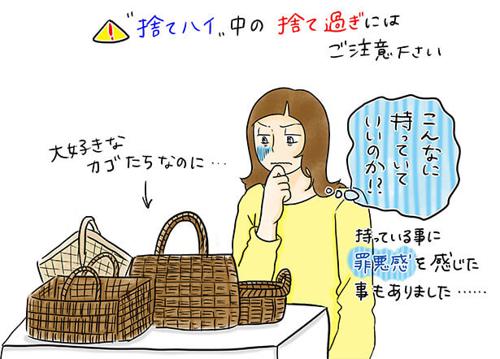 "捨てハイ"中の 捨て過ぎには
ご注意下さい
大好きな
カゴたちなのに…
こんなに
持っていて
いいのか!?
持っている事に
罪悪感を感じた
事もありました……